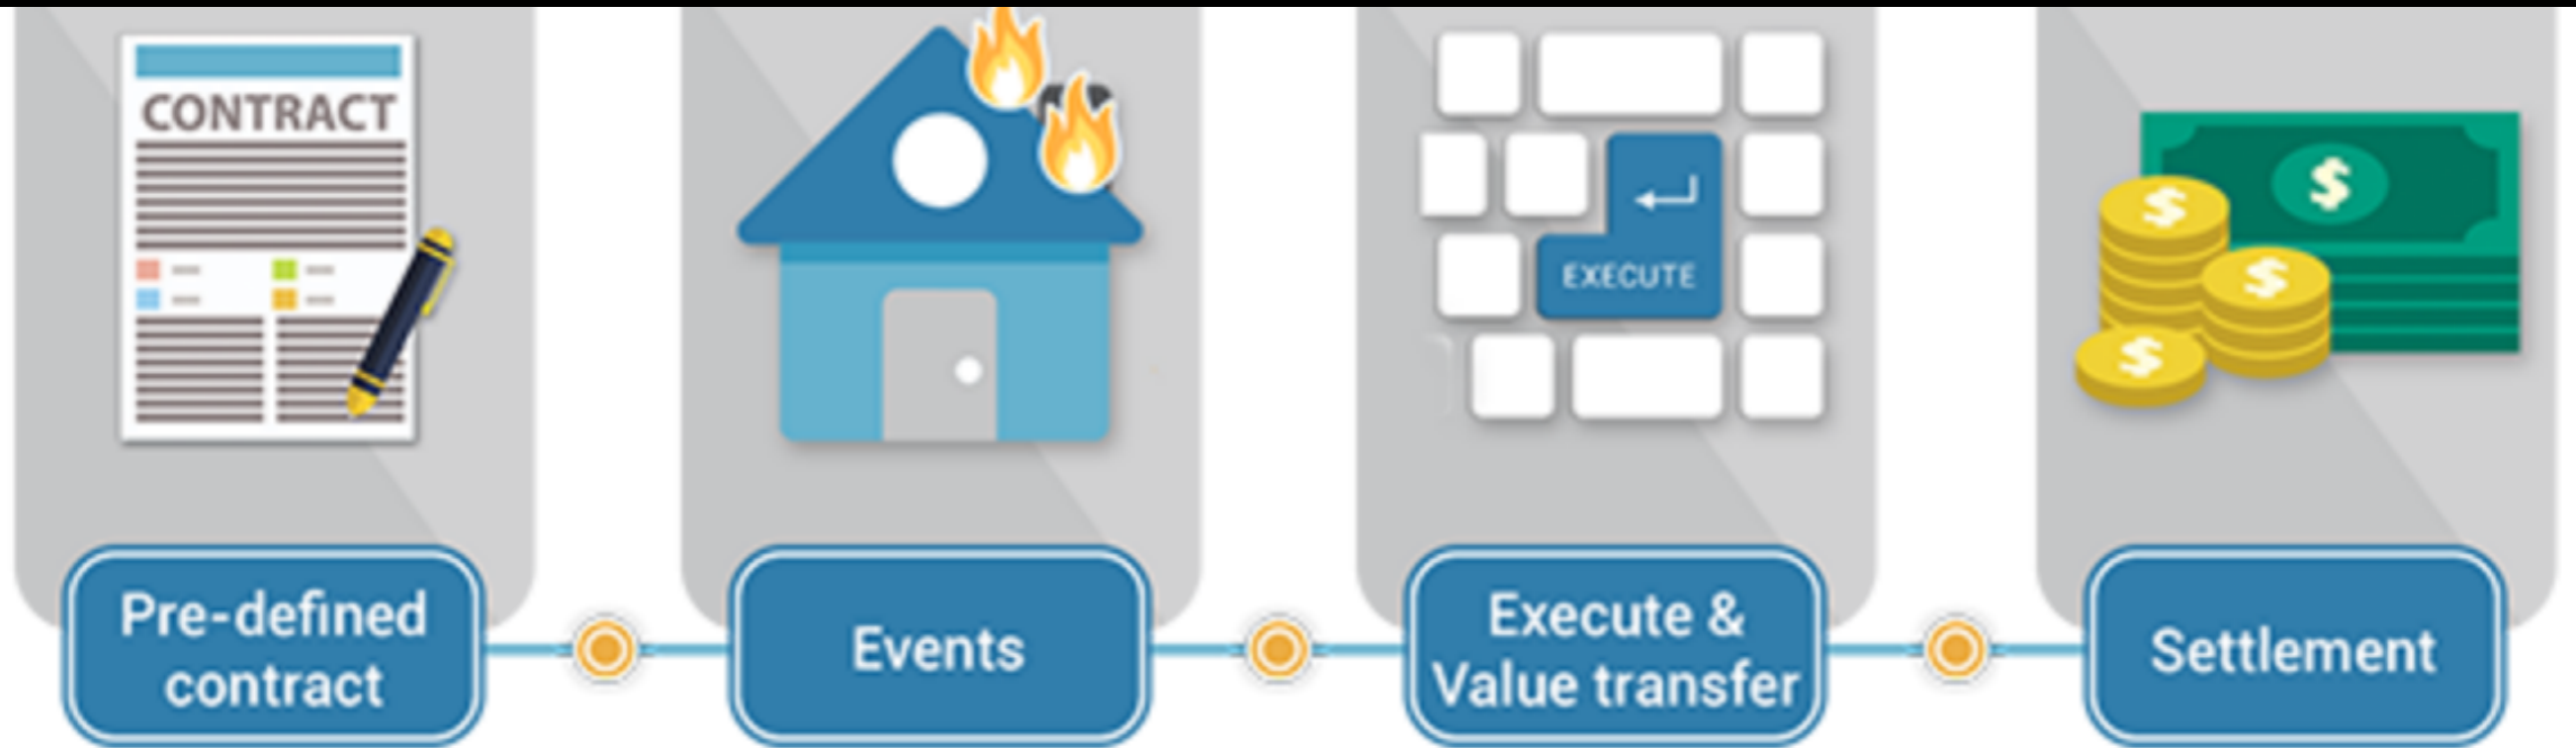 CONTRACT
EXECUTE
$
$
$
$
Pre-defined
contract
Events
Execute &
Value transfer
Settlement